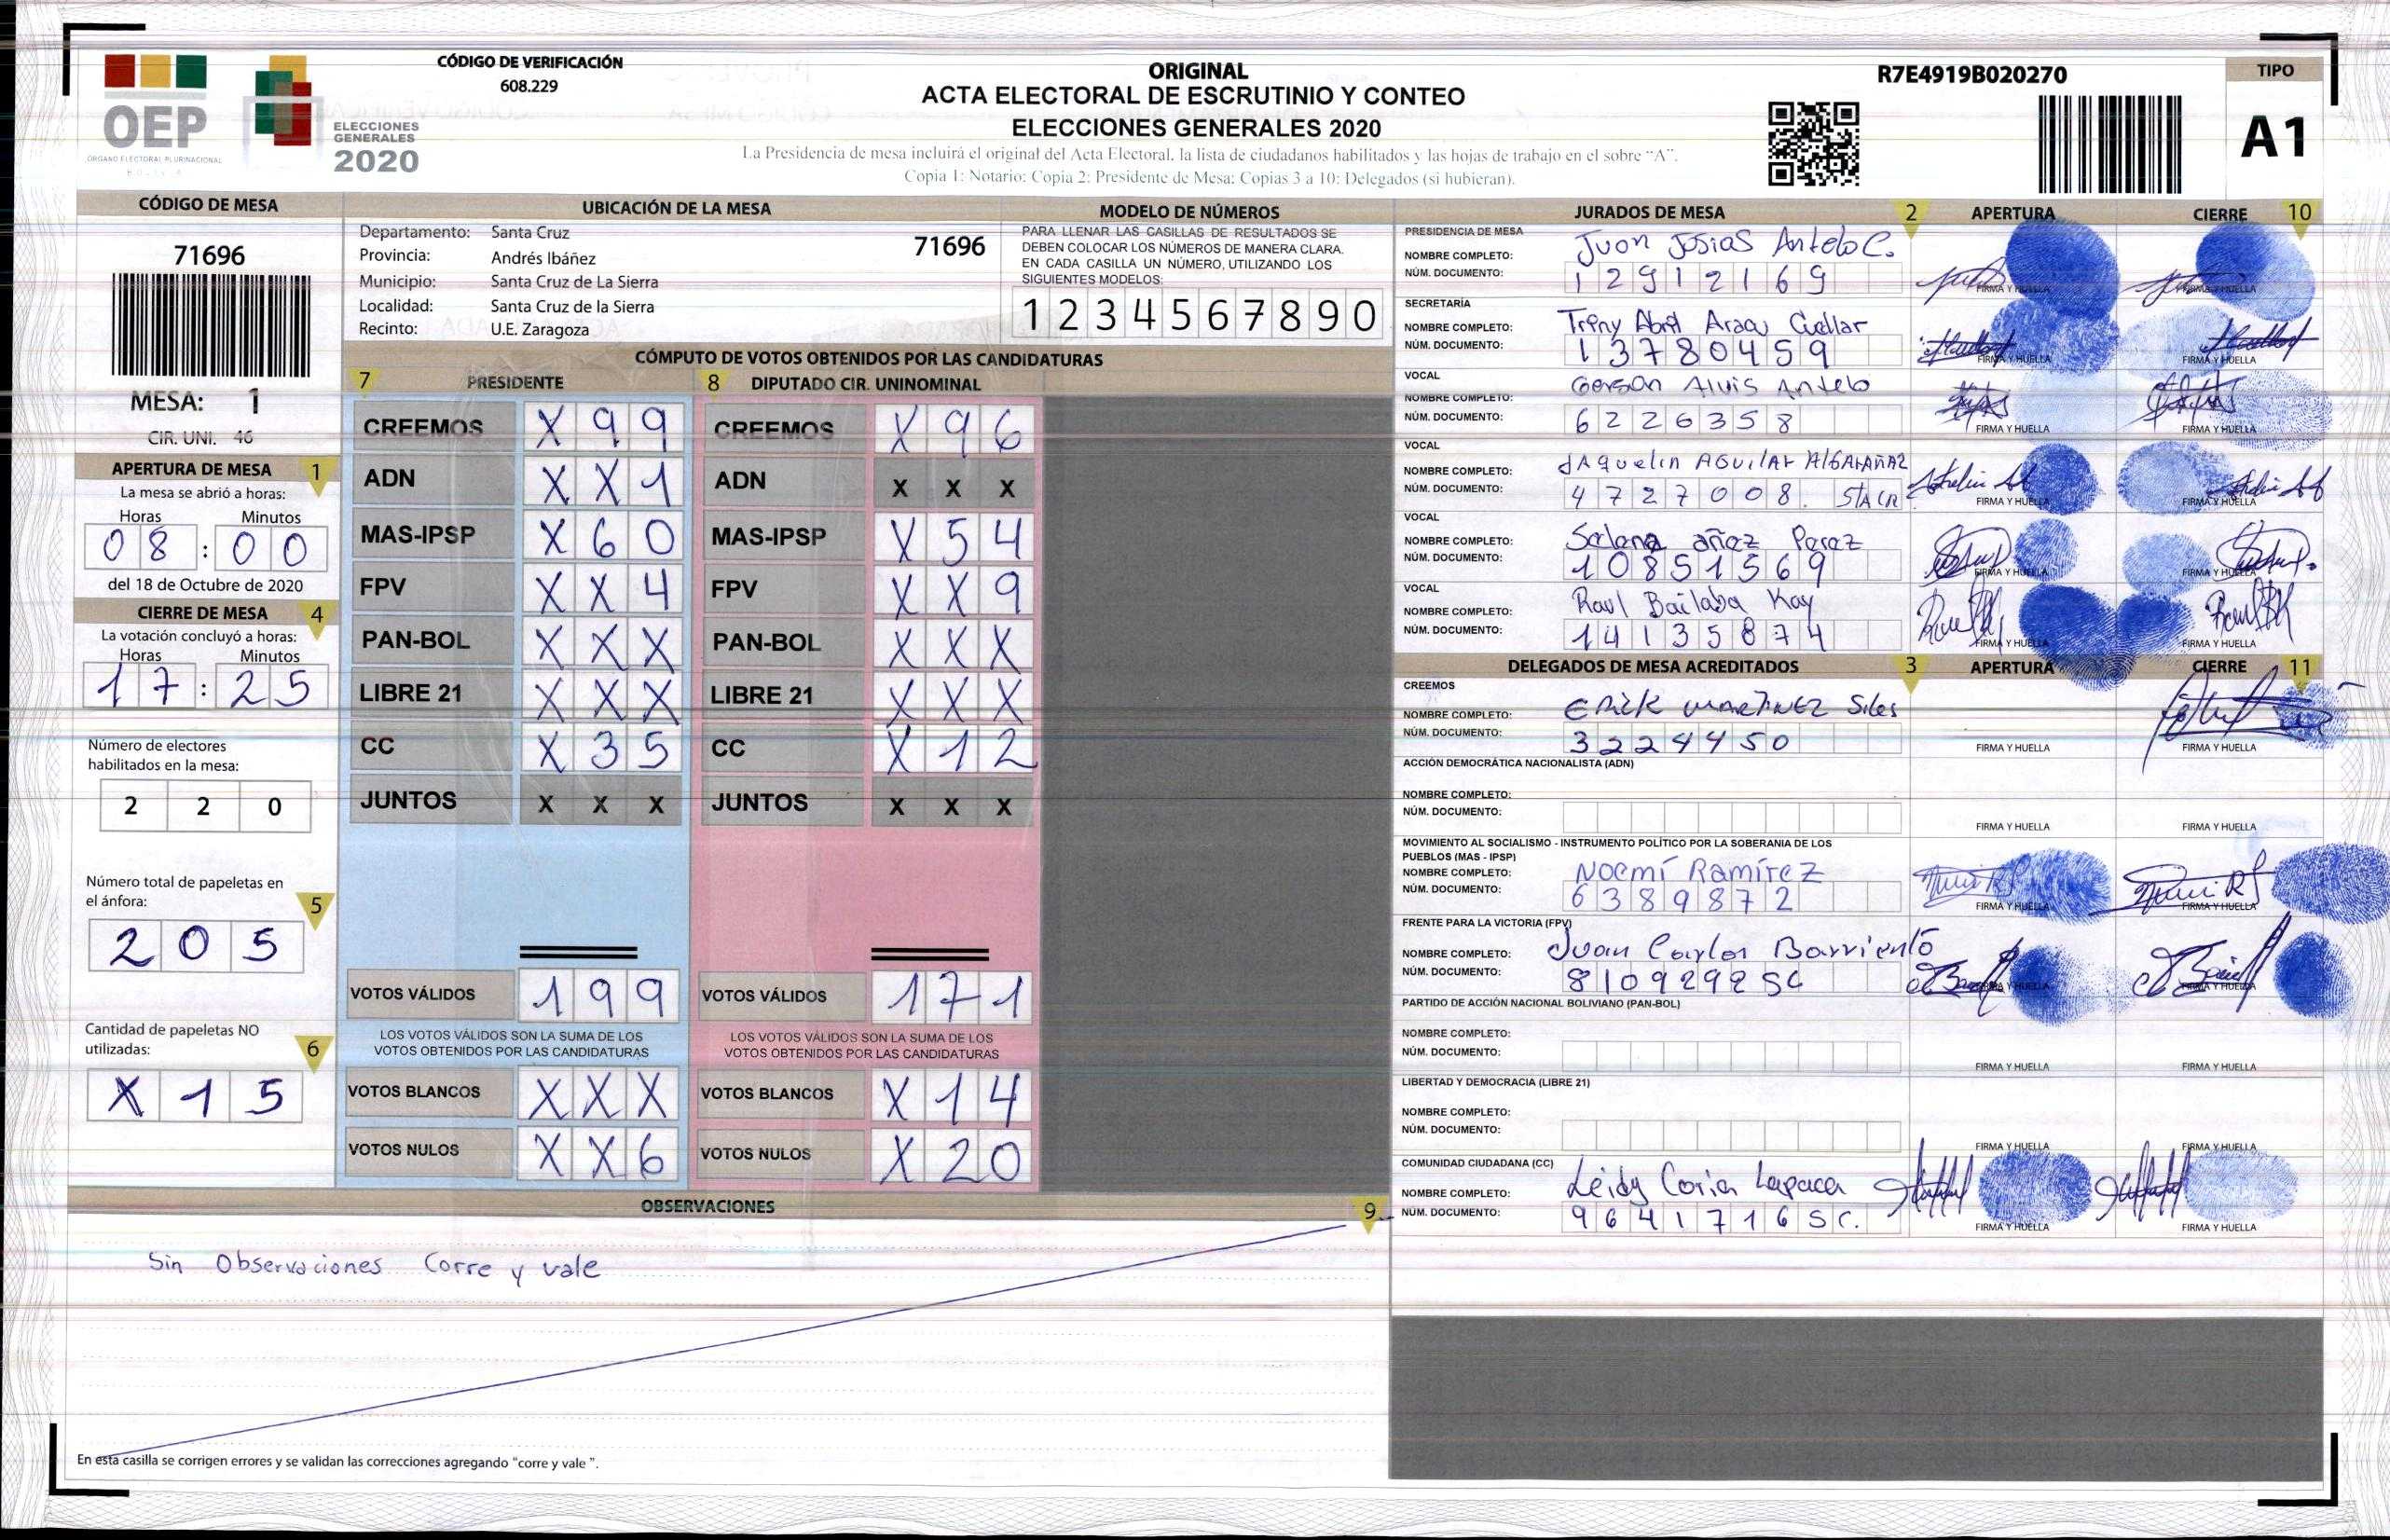 OEP
ORGANO ELECTORAL PLURINACIONAL
BOLIVIA
ELECCIONES
GENERALES
2020
CÓDIGO DE VERIFICACIÓN
608.229
ORIGINAL
ACTA ELECTORAL DE ESCRUTINIO Y CONTEO
ELECCIONES GENERALES 2020
La Presidencia de mesa incluirá el original del Acta Electoral, la lista de ciudadanos habilitados y las hojas de trabajo en el sobre "A".
Copia 1: Notario; Copia 2: Presidente de Mesa; Copias 3 a 10: Delegados (si hubieran).
R7E4919B020270
TIPO
A1
CÓDIGO DE MESA
71696
MESA: 1
CIR. UNI. 46
UBICACIÓN DE LA MESA
Departamento: Santa Cruz
71696
Provincia: Andrés Ibáñez
Municipio: Santa Cruz de La Sierra
Localidad: Santa Cruz de la Sierra
Recinto: U.E. Zaragoza
MODELO DE NÚMEROS
PARA LLENAR LAS CASILLAS DE RESULTADOS SE
DEBEN COLOCAR LOS NÚMEROS DE MANERA CLARA.
EN CADA CASILLA UN NÚMERO, UTILIZANDO LOS
SIGUIENTES MODELOS:
1 2 3 4 5 6 7 8 9 0
APERTURA DE MESA 1
La mesa se abrió a horas:
Horas Minutos
0 8 : 0 0
del 18 de Octubre de 2020
CIERRE DE MESA 4
La votación concluyó a horas:
Horas Minutos
1 7 : 2 5
Número de electores
habilitados en la mesa:
2 2 0
Número total de papeletas en
el ánfora: 5
2 0 5
Cantidad de papeletas NO
utilizadas: 6
X 1 5
CÓMPUTO DE VOTOS OBTENIDOS POR LAS CANDIDATURAS
7 PRESIDENTE 8 DIPUTADO CIR. UNINOMINAL
CREEMOS X 9 9 CREEMOS X 9 6
ADN X X 1 ADN X X X
MAS-IPSP X 6 0 MAS-IPSP X 5 4
FPV X X 4 FPV X X 9
PAN-BOL X X X PAN-BOL X X X
LIBRE 21 X X X LIBRE 21 X X X
CC X 3 5 CC X 1 2
JUNTOS X X X JUNTOS X X X
VOTOS VÁLIDOS 1 9 9 VOTOS VÁLIDOS 1 7 1
LOS VOTOS VÁLIDOS SON LA SUMA DE LOS
VOTOS OBTENIDOS POR LAS CANDIDATURAS
LOS VOTOS VÁLIDOS SON LA SUMA DE LOS
VOTOS OBTENIDOS POR LAS CANDIDATURAS
VOTOS BLANCOS X X X VOTOS BLANCOS X 1 4
VOTOS NULOS X X 6 VOTOS NULOS X 2 0
OBSERVACIONES 9
Sin Observaciones Corre y vale
En esta casilla se corrigen errores y se validan las correcciones agregando "corre y vale ".
JURADOS DE MESA 2 APERTURA CIERRE 10
PRESIDENCIA DE MESA
NOMBRE COMPLETO: Juan Josias Antelo C.
NÚM. DOCUMENTO: 1 2 9 1 2 1 6 9
FIRMA Y HUELLA FIRMA Y HUELLA
SECRETARÍA
NOMBRE COMPLETO: Abril Cuellar
NÚM. DOCUMENTO: 1 3 7 8 0 4 5 9
FIRMA Y HUELLA FIRMA Y HUELLA
VOCAL
NOMBRE COMPLETO: Gerson Aluis Antelo
NÚM. DOCUMENTO: 6 2 2 6 3 5 8
FIRMA Y HUELLA FIRMA Y HUELLA
VOCAL
NOMBRE COMPLETO: JAquelin AGUilAr AlGArAÑAZ
NÚM. DOCUMENTO: 4 7 2 7 0 0 8 . STA CR
FIRMA Y HUELLA FIRMA Y HUELLA
VOCAL
NOMBRE COMPLETO: añez Perez
NÚM. DOCUMENTO: 1 0 8 5 1 5 6 9
FIRMA Y HUELLA FIRMA Y HUELLA
VOCAL
NOMBRE COMPLETO: Raul Bailaba Kay
NÚM. DOCUMENTO: 1 4 1 3 5 8 7 4
FIRMA Y HUELLA FIRMA Y HUELLA
DELEGADOS DE MESA ACREDITADOS 3 APERTURA CIERRE 11
CREEMOS
NOMBRE COMPLETO: ERICK MARTINEZ Siles
NÚM. DOCUMENTO: 3 2 2 4 4 5 0
FIRMA Y HUELLA FIRMA Y HUELLA
ACCIÓN DEMOCRÁTICA NACIONALISTA (ADN)
NOMBRE COMPLETO:
NÚM. DOCUMENTO:
FIRMA Y HUELLA FIRMA Y HUELLA
MOVIMIENTO AL SOCIALISMO - INSTRUMENTO POLÍTICO POR LA SOBERANIA DE LOS
PUEBLOS (MAS - IPSP)
NOMBRE COMPLETO: Noemí Ramírez
NÚM. DOCUMENTO: 6 3 8 9 8 7 2
FIRMA Y HUELLA FIRMA Y HUELLA
FRENTE PARA LA VICTORIA (FPV)
NOMBRE COMPLETO: Juan Carlos Barriento
NÚM. DOCUMENTO: 8 1 0 9 2 9 2 SC
FIRMA Y HUELLA FIRMA Y HUELLA
PARTIDO DE ACCIÓN NACIONAL BOLIVIANO (PAN-BOL)
NOMBRE COMPLETO:
NÚM. DOCUMENTO:
FIRMA Y HUELLA FIRMA Y HUELLA
LIBERTAD Y DEMOCRACIA (LIBRE 21)
NOMBRE COMPLETO:
NÚM. DOCUMENTO:
FIRMA Y HUELLA FIRMA Y HUELLA
COMUNIDAD CIUDADANA (CC)
NOMBRE COMPLETO: Leidy Coria
NÚM. DOCUMENTO: 9 6 4 1 7 1 6 S C.
FIRMA Y HUELLA FIRMA Y HUELLA